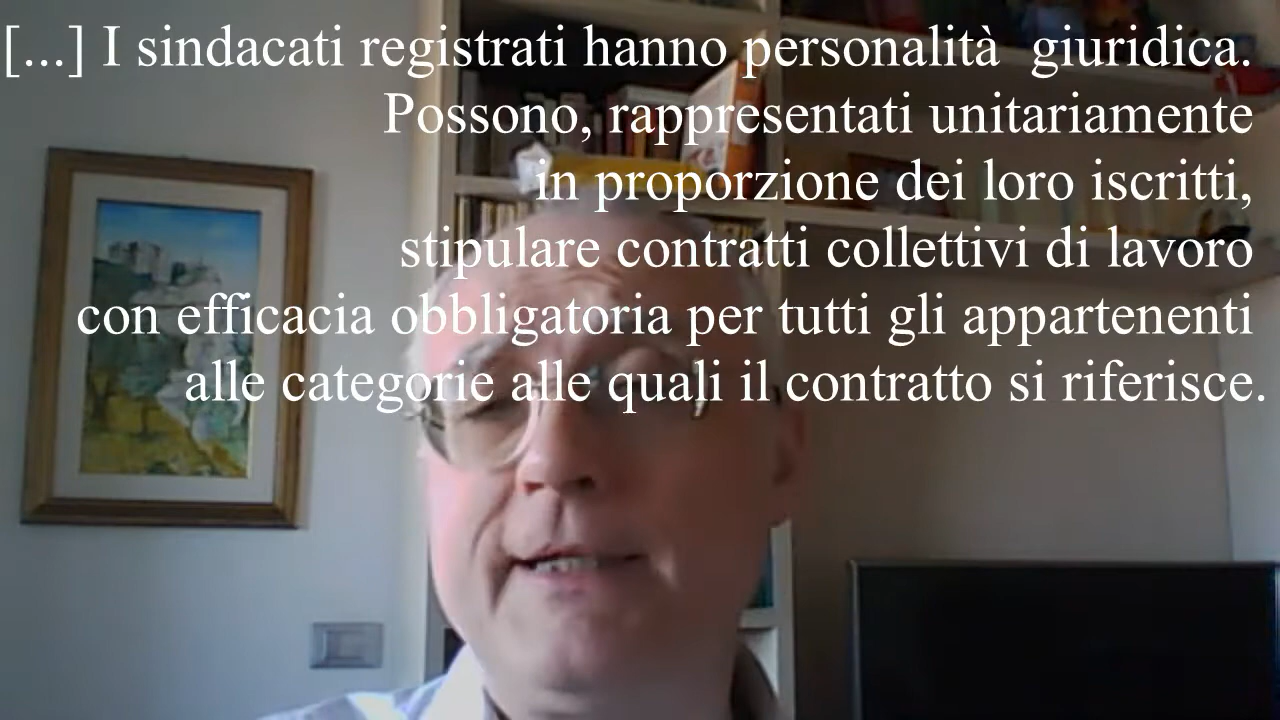 [...] I sindacati registrati hanno personalità giuridica.
Possono, rappresentati unitariamente
in proporzione dei loro iscritti,
stipulare contratti collettivi di lavoro
con efficacia obbligatoria per tutti gli appartenenti
alle categorie alle quali il contratto si riferisce.